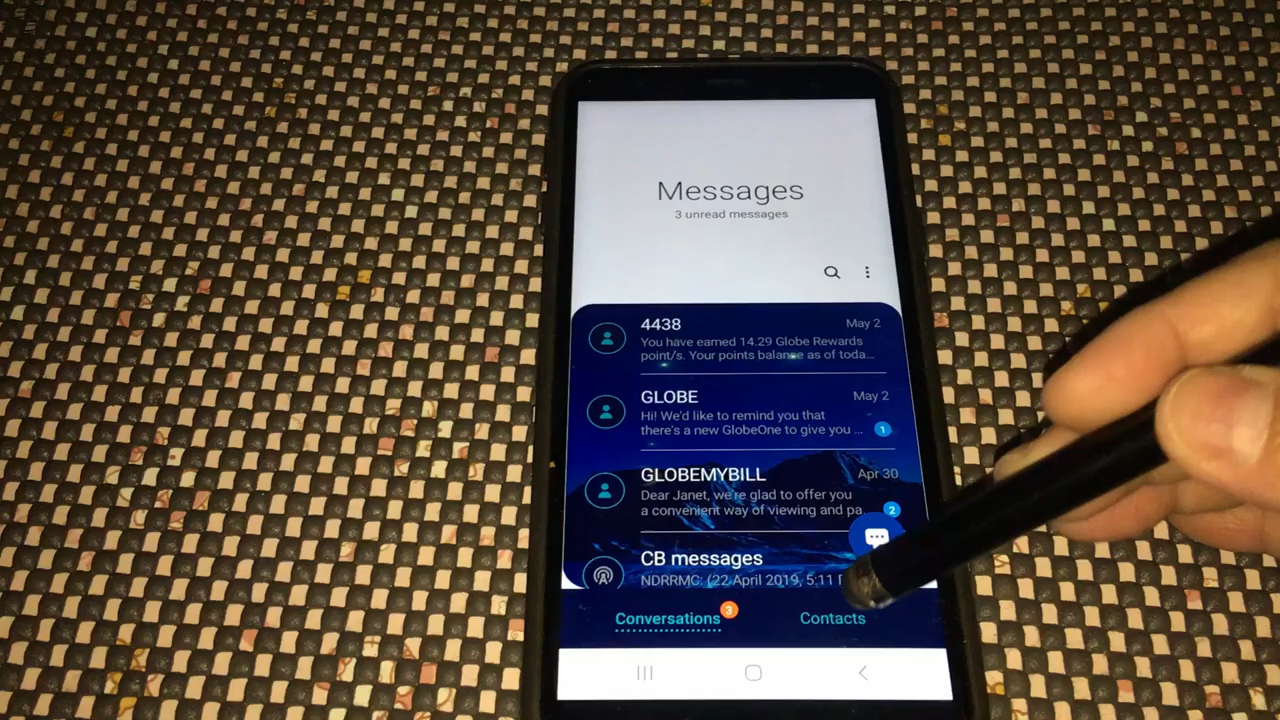 Messages
3 unread messages
4438
May 2
You have earned 14.29 Globe Rewards
point/s. Your points balance as of toda...
GLOBE
May 2
Hi! We'd like to remind you that
there's a new GlobeOne to give you ...
1
GLOBEMYBILL
Apr 30
Dear Janet, we're glad to offer you
a convenient way of viewing and pa...
2
CB messages
NDRRMC: (22 April 2019, 5:11
Conversations
3
Contacts